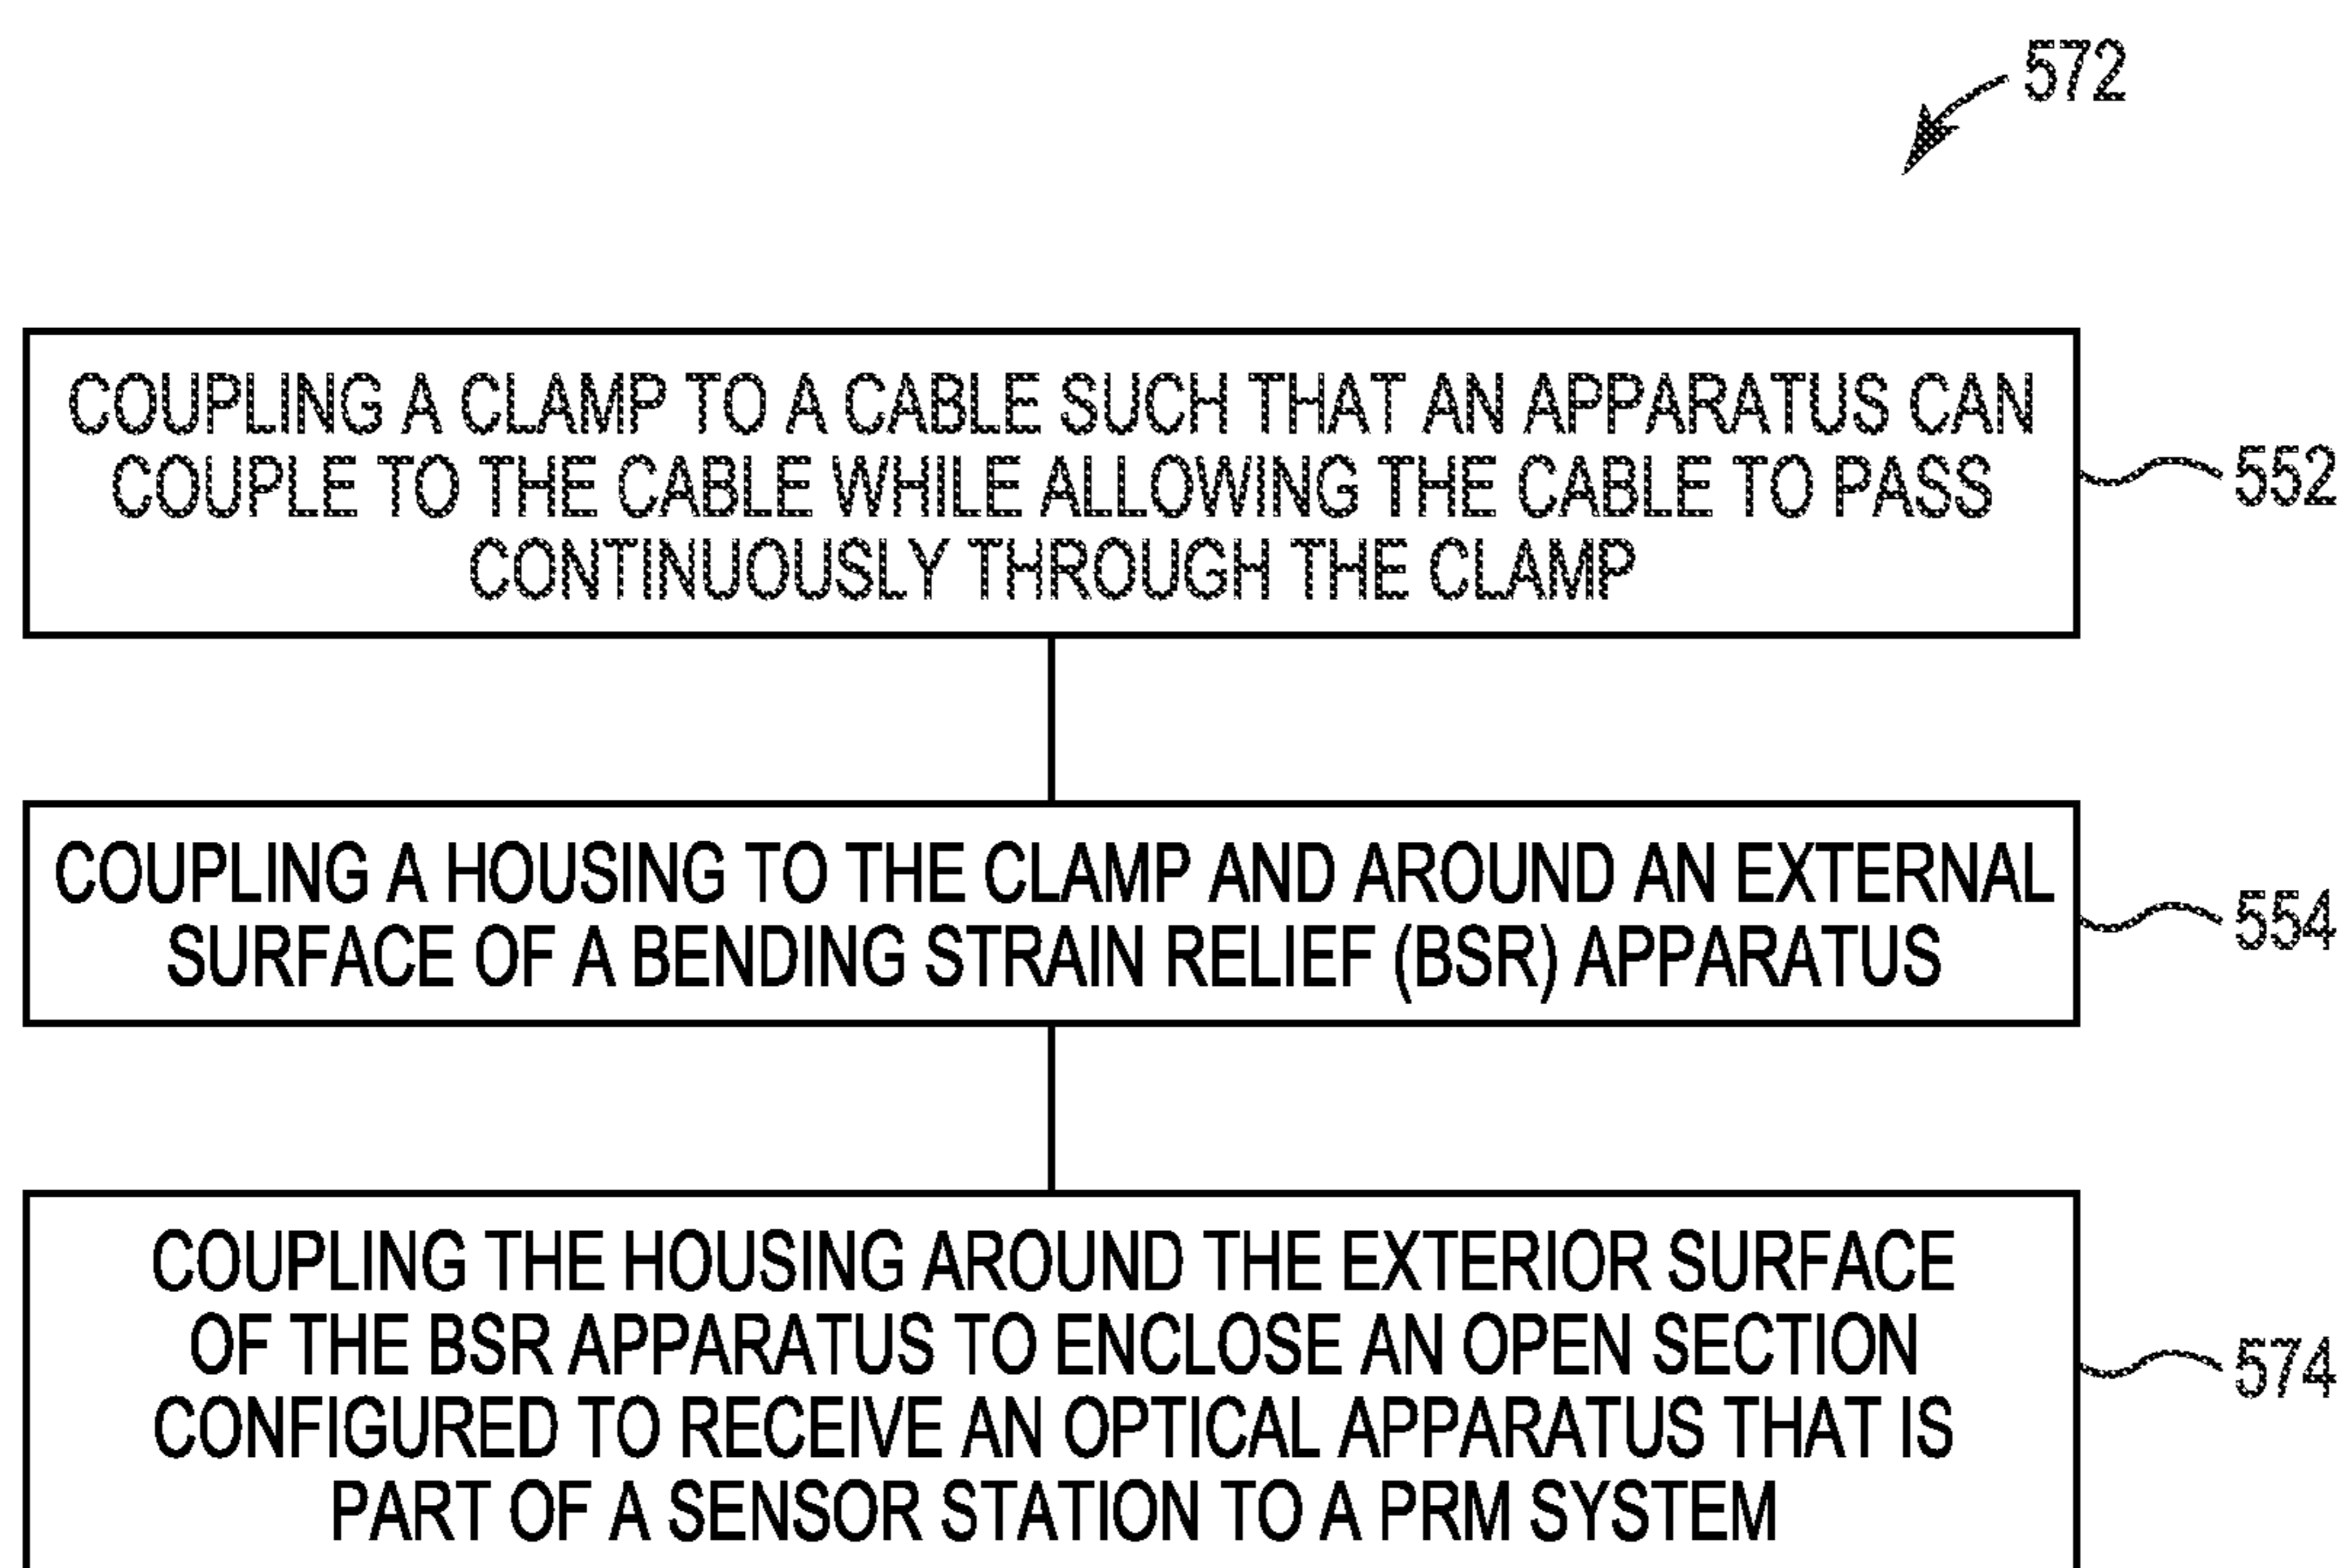 572
COUPLING A CLAMP TO A CABLE SUCH THAT AN APPARATUS CAN
COUPLE TO THE CABLE WHILE ALLOWING THE CABLE TO PASS
CONTINUOUSLY THROUGH THE CLAMP
552
COUPLING A HOUSING TO THE CLAMP AND AROUND AN EXTERNAL
SURFACE OF A BENDING STRAIN RELIEF (BSR) APPARATUS
554
COUPLING THE HOUSING AROUND THE EXTERIOR SURFACE
OF THE BSR APPARATUS TO ENCLOSE AN OPEN SECTION
CONFIGURED TO RECEIVE AN OPTICAL APPARATUS THAT IS
PART OF A SENSOR STATION TO A PRM SYSTEM
574